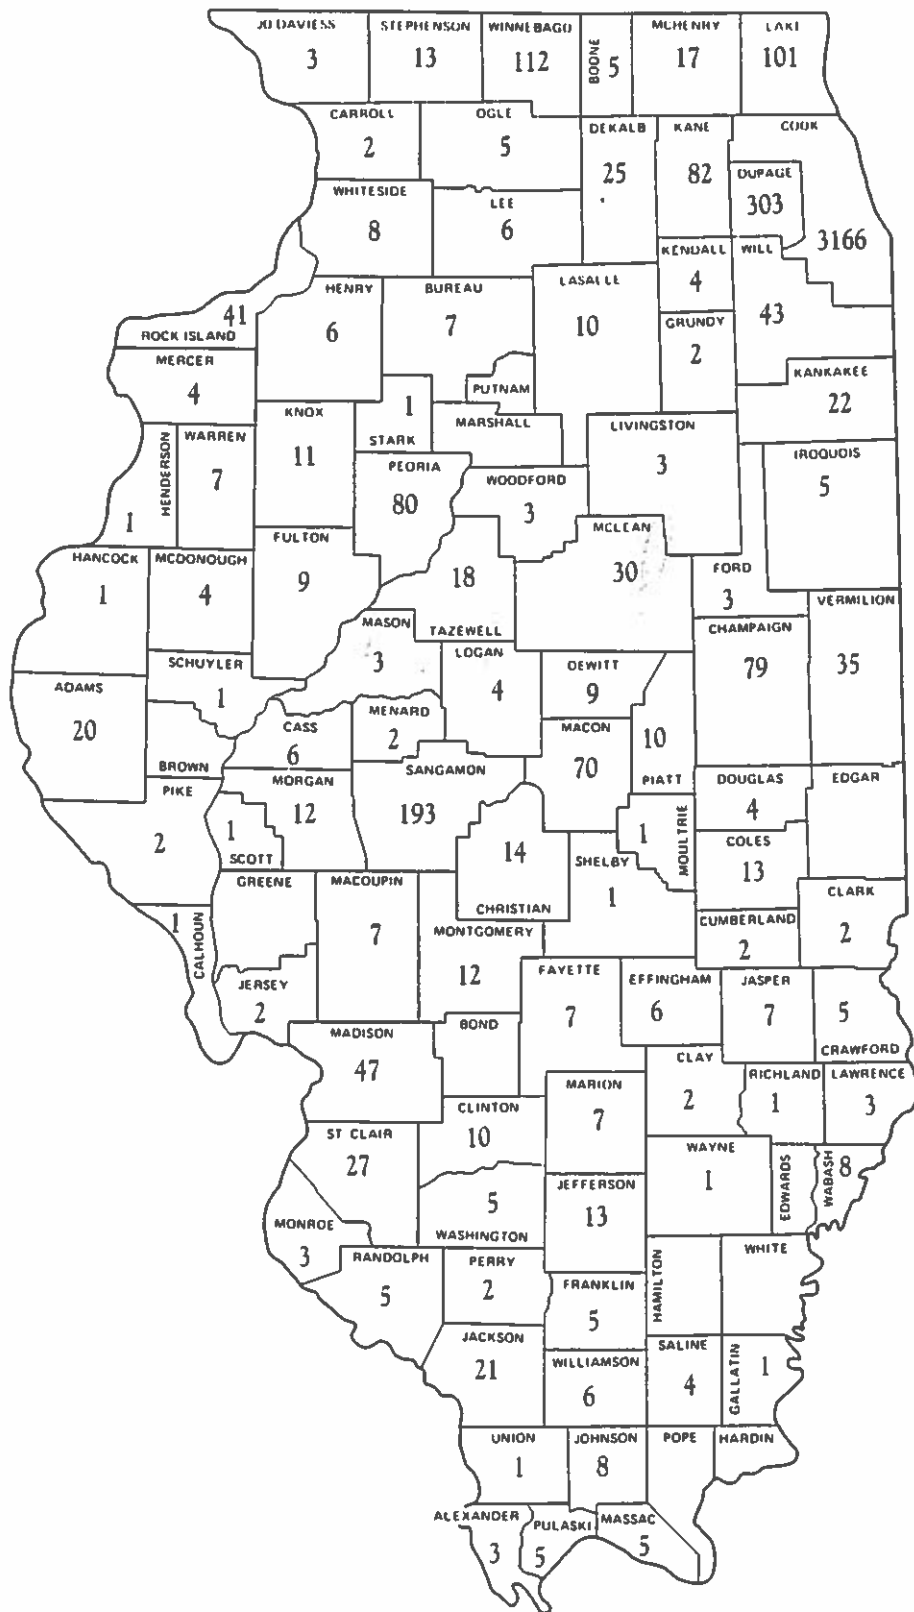 JO DAVIESS
3
STEPHENSON
13
WINNEBAGO
112
BOONE
5
MCHENRY
17
LAKE
101
CARROLL
2
OGLE
5
DEKALB
25
KANE
82
COOK
3166
DUPAGE
303
WHITESIDE
8
LEE
6
KENDALL
4
WILL
43
ROCK ISLAND
41
HENRY
6
BUREAU
7
LASALLE
10
GRUNDY
2
KANKAKEE
22
MERCER
4
PUTNAM
STARK
1
MARSHALL
KNOX
11
LIVINGSTON
3
IROQUOIS
5
HENDERSON
1
WARREN
7
PEORIA
80
WOODFORD
3
MCLEAN
30
FORD
3
HANCOCK
1
MCDONOUGH
4
FULTON
9
TAZEWELL
18
VERMILION
35
CHAMPAIGN
79
MASON
3
LOGAN
4
DEWITT
9
SCHUYLER
1
ADAMS
20
BROWN
CASS
6
MENARD
2
MACON
70
PIATT
10
PIKE
2
MORGAN
12
SCOTT
1
SANGAMON
193
DOUGLAS
4
EDGAR
MOULTRIE
1
COLES
13
SHELBY
1
CHRISTIAN
14
GREENE
MACOUPIN
7
MONTGOMERY
12
CUMBERLAND
2
CLARK
2
CALHOUN
1
JERSEY
2
FAYETTE
7
EFFINGHAM
6
JASPER
7
CRAWFORD
5
MADISON
47
BOND
CLAY
2
RICHLAND
1
LAWRENCE
3
MARION
7
CLINTON
10
ST CLAIR
27
WAYNE
1
EDWARDS
WABASH
8
WASHINGTON
5
JEFFERSON
13
MONROE
3
RANDOLPH
5
PERRY
2
HAMILTON
WHITE
FRANKLIN
5
JACKSON
21
WILLIAMSON
6
SALINE
4
GALLATIN
1
UNION
1
JOHNSON
8
POPE
HARDIN
ALEXANDER
3
PULASKI
5
MASSAC
5